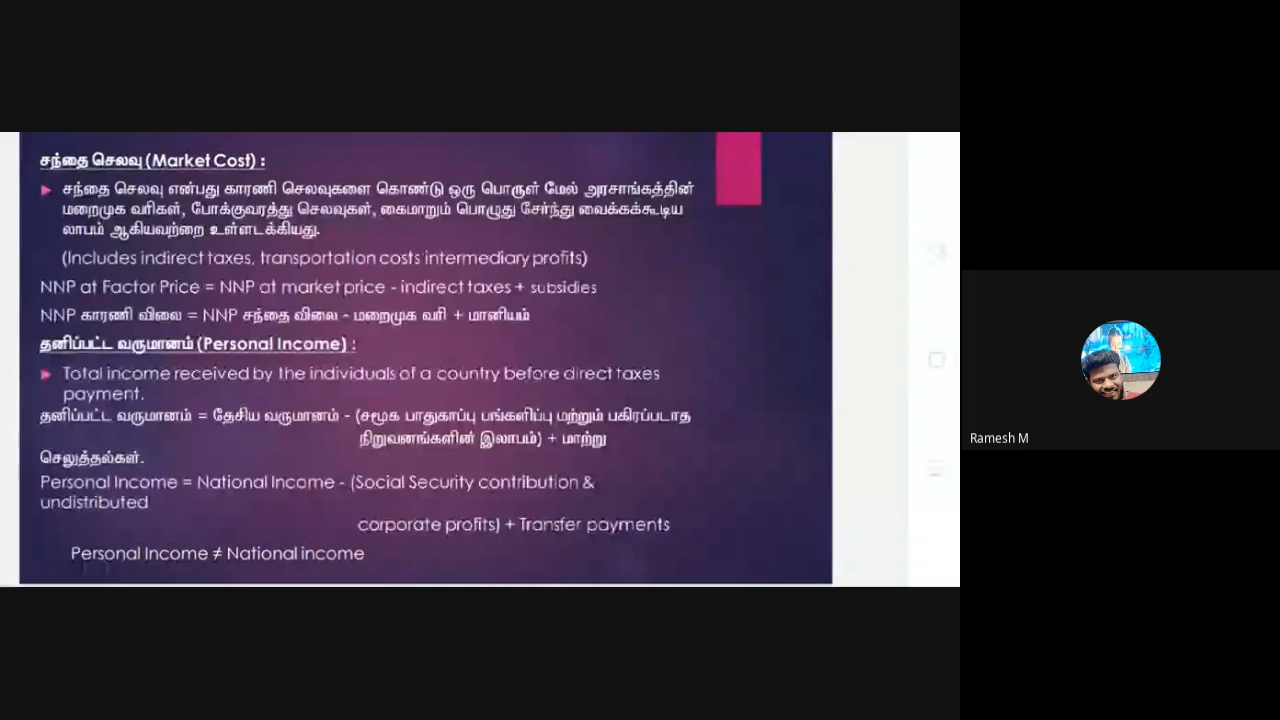 சந்தை செலவு (Market Cost) :
சந்தை செலவு என்பது காரணி செலவுகளை கொண்டு ஒரு பொருள் மேல் அரசாங்கத்தின்
மறைமுக வரிகள், போக்குவரத்து செலவுகள், கைமாறும் பொழுது சேர்ந்து வைக்கக்கூடிய
லாபம் ஆகியவற்றை உள்ளடக்கியது.
(Includes indirect taxes, transportation costs intermediary profits)
NNP at Factor Price = NNP at market price - indirect taxes + subsidies
NNP காரணி விலை = NNP சந்தை விலை - மறைமுக வரி + மானியம்
தனிப்பட்ட வருமானம் (Personal Income) :
Total income received by the individuals of a country before direct taxes
payment.
தனிப்பட்ட வருமானம் = தேசிய வருமானம் - (சமூக பாதுகாப்பு பங்களிப்பு மற்றும் பகிரப்படாத
நிறுவனங்களின் இலாபம்) + மாற்று
செலுத்தல்கள்.
Personal Income = National Income - (Social Security contribution &
undistributed
corporate profits) + Transfer payments
Personal Income ≠ National income
Ramesh M